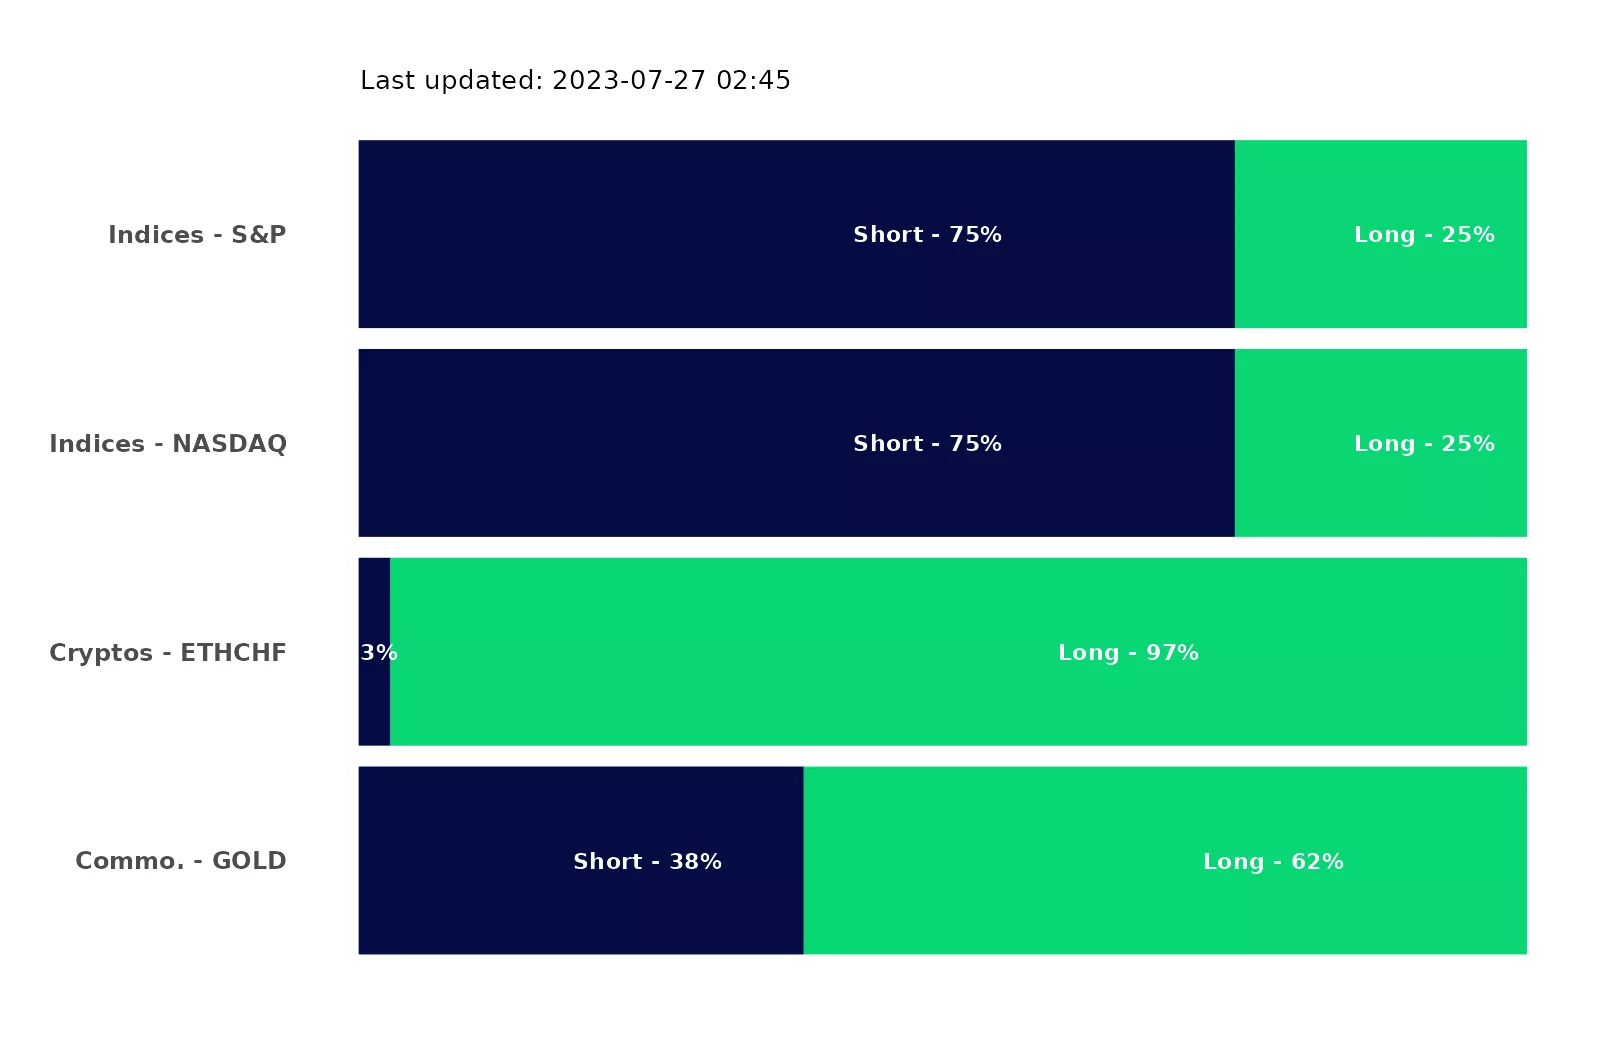 Last updated: 2023-07-27 02:45
Indices - S&P Short - 75% Long - 25%
Indices - NASDAQ Short - 75% Long - 25%
Cryptos - ETHCHF 3% Long - 97%
Commo. - GOLD Short - 38% Long - 62%